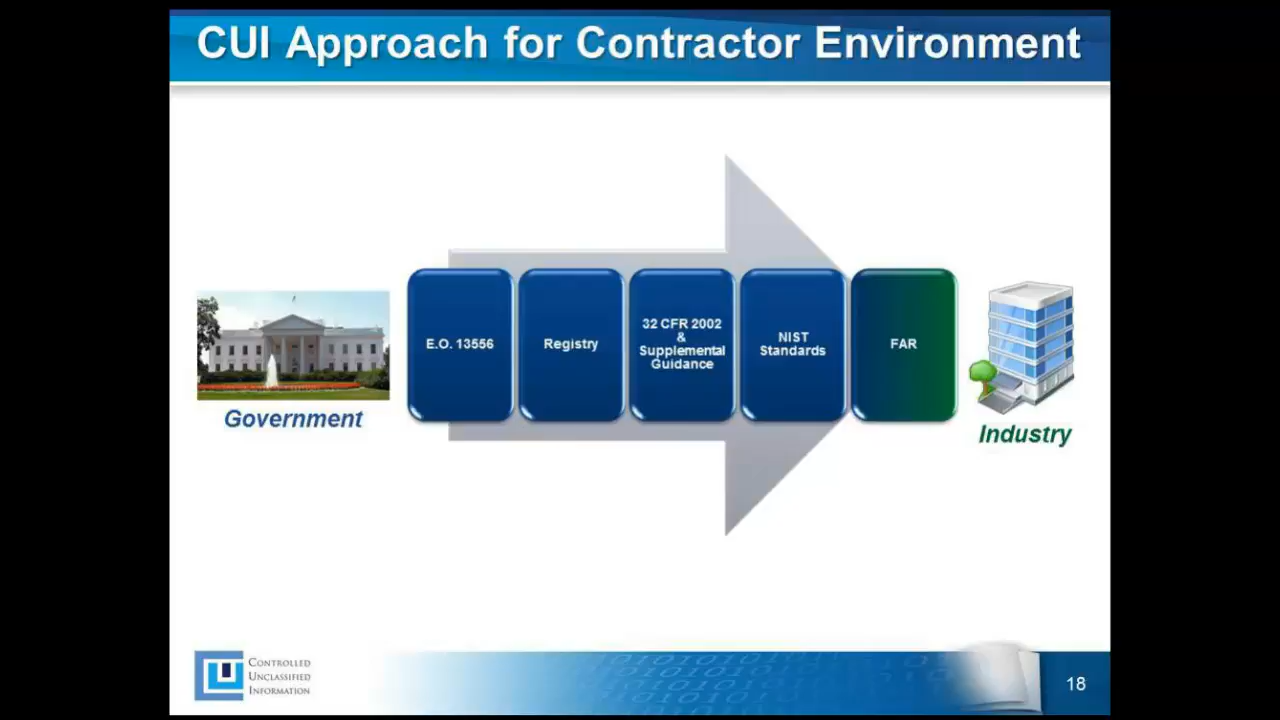 CUI Approach for Contractor Environment
E.O. 13556
Registry
32 CFR 2002
&
Supplemental
Guidance
NIST
Standards
FAR
Government
Industry
CONTROLLED
UNCLASSIFIED
INFORMATION
18